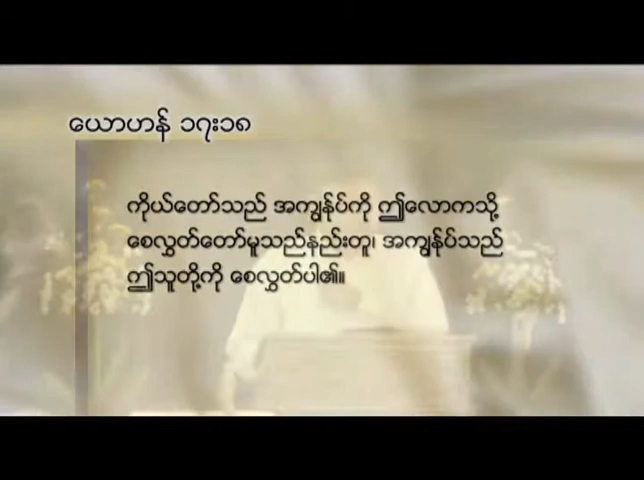 ယောဟန် ၁၇း၁၈
ကိုယ်တော်သည် အကျွန်ုပ်ကို ဤလောကသို့
စေလွှတ်တော်မူသည်နည်းတူ၊ အကျွန်ုပ်သည်
ဤသူတို့ကို စေလွှတ်ပါ၏။